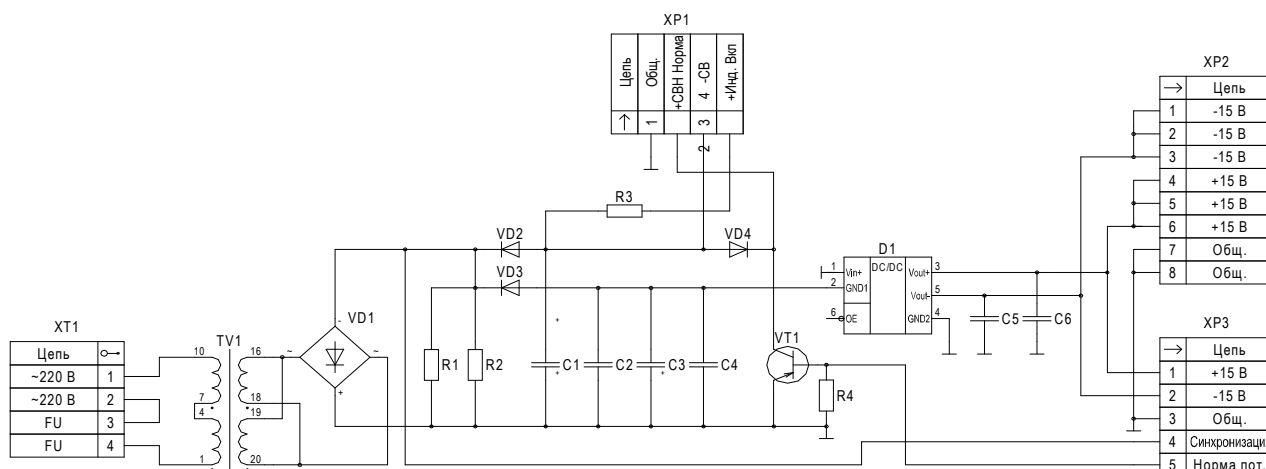 XP1
Цепь
Общ.
+СВН Норма
4 -СВ
+Инд. Вкл
1
3
2
XP2
Цепь
1 -15 В
2 -15 В
3 -15 В
4 +15 В
5 +15 В
6 +15 В
7 Общ.
8 Общ.
R3
VD2
VD4
VD3
D1
1 Vin+ DC/DC Vout+ 3
2 GND1 Vout- 5
6 OE GND2 4
C5
C6
XT1
Цепь
~220 В 1
~220 В 2
FU 3
FU 4
TV1
10
7
4
1
16
18
19
20
VD1
-
~
~
+
R1
R2
+
C1
+
C2
C3
+
C4
VT1
R4
XP3
Цепь
1 +15 В
2 -15 В
3 Общ.
4 Синхронизаци
5 Норма пот.